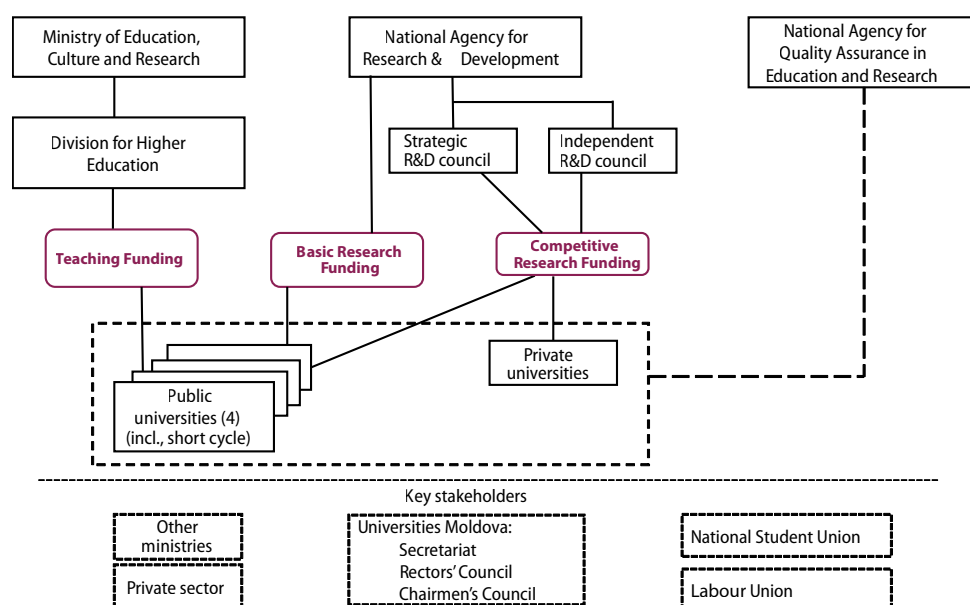 Ministry of Education,
Culture and Research
National Agency for
Research & Development
National Agency for
Quality Assurance in
Education and Research
Division for Higher
Education
Strategic
R&D council
Independent
R&D council
Teaching Funding
Basic Research
Funding
Competitive
Research Funding
Private
universities
Public
universities (4)
(incl., short cycle)
Key stakeholders
Other
ministries
Universities Moldova:
Secretariat
Rectors' Council
Chairmen's Council
National Student Union
Private sector
Labour Union